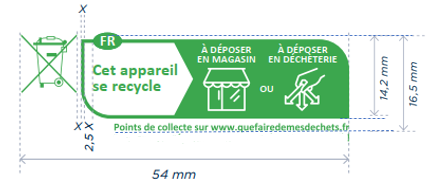 X
FR
Cet appareil
se recycle
À DÉPOSER
EN MAGASIN
OU
À DÉPOSER
EN DÉCHÈTERIE
14,2 mm
16,5 mm
X
2,5 X
Points de collecte sur www.quefairedemesdechets.fr
54 mm